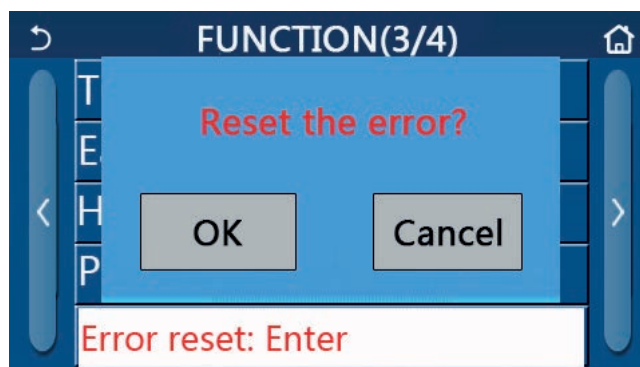 FUNCTION(3/4)
Reset the error?
OK
Cancel
Error reset: Enter